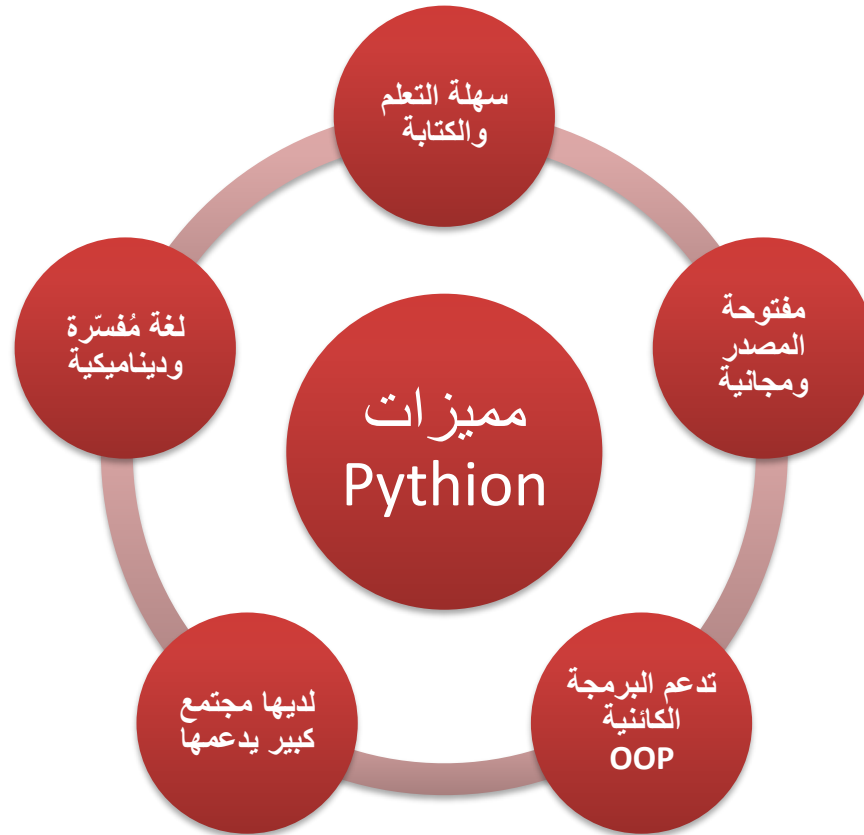 سهلة التعلم
والكتابة
مفتوحة
المصدر
ومجانية
تدعم البرمجة
الكائنية
OOP
لديها مجتمع
كبير يدعمها
لغة مُفسّرة
وديناميكية
مميزات
Pythion